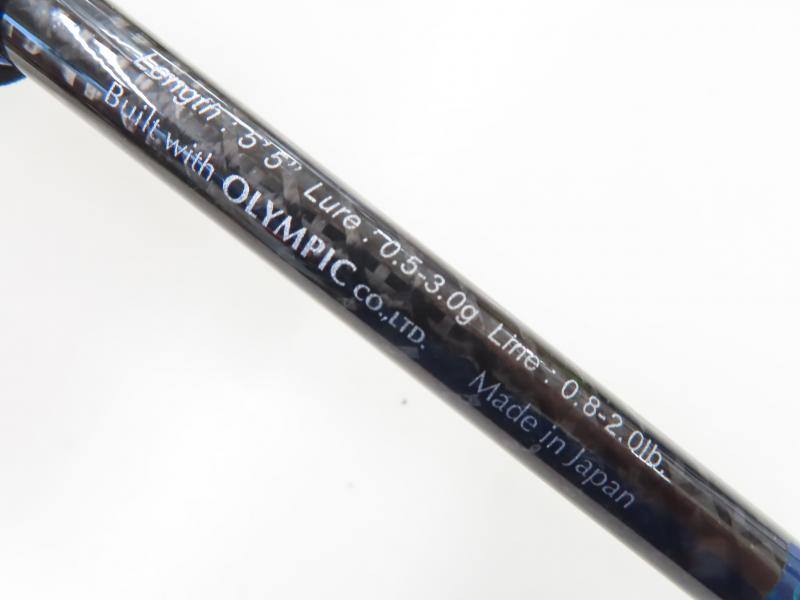 Length : 5'5" Lure : 0.5-3.0g Line : 0.8-2.0lb.
Built with OLYMPIC CO.,LTD.
Made in Japan